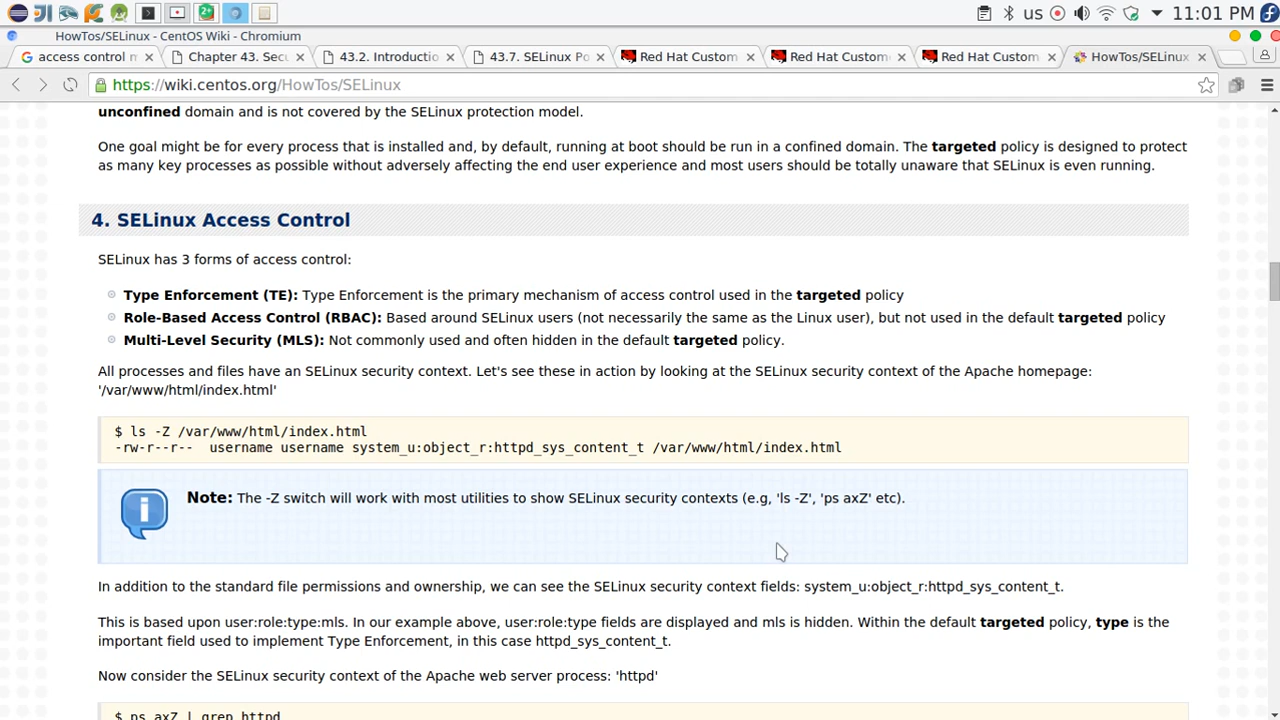 us
11:01 PM
HowTos/SELinux - CentOS Wiki - Chromium
access control m
Chapter 43. Secu
43.2. Introductio
43.7. SELinux Po
Red Hat Custom
Red Hat Custom
Red Hat Custom
HowTos/SELinux
https://wiki.centos.org/HowTos/SELinux
unconfined domain and is not covered by the SELinux protection model.
One goal might be for every process that is installed and, by default, running at boot should be run in a confined domain. The targeted policy is designed to protect
as many key processes as possible without adversely affecting the end user experience and most users should be totally unaware that SELinux is even running.
4. SELinux Access Control
SELinux has 3 forms of access control:
Type Enforcement (TE): Type Enforcement is the primary mechanism of access control used in the targeted policy
Role-Based Access Control (RBAC): Based around SELinux users (not necessarily the same as the Linux user), but not used in the default targeted policy
Multi-Level Security (MLS): Not commonly used and often hidden in the default targeted policy.
All processes and files have an SELinux security context. Let's see these in action by looking at the SELinux security context of the Apache homepage:
'/var/www/html/index.html'
$ ls -Z /var/www/html/index.html
-rw-r--r--  username username system_u:object_r:httpd_sys_content_t /var/www/html/index.html
Note: The -Z switch will work with most utilities to show SELinux security contexts (e.g, 'ls -Z', 'ps axZ' etc).
In addition to the standard file permissions and ownership, we can see the SELinux security context fields: system_u:object_r:httpd_sys_content_t.
This is based upon user:role:type:mls. In our example above, user:role:type fields are displayed and mls is hidden. Within the default targeted policy, type is the
important field used to implement Type Enforcement, in this case httpd_sys_content_t.
Now consider the SELinux security context of the Apache web server process: 'httpd'
$ ps axZ | grep httpd